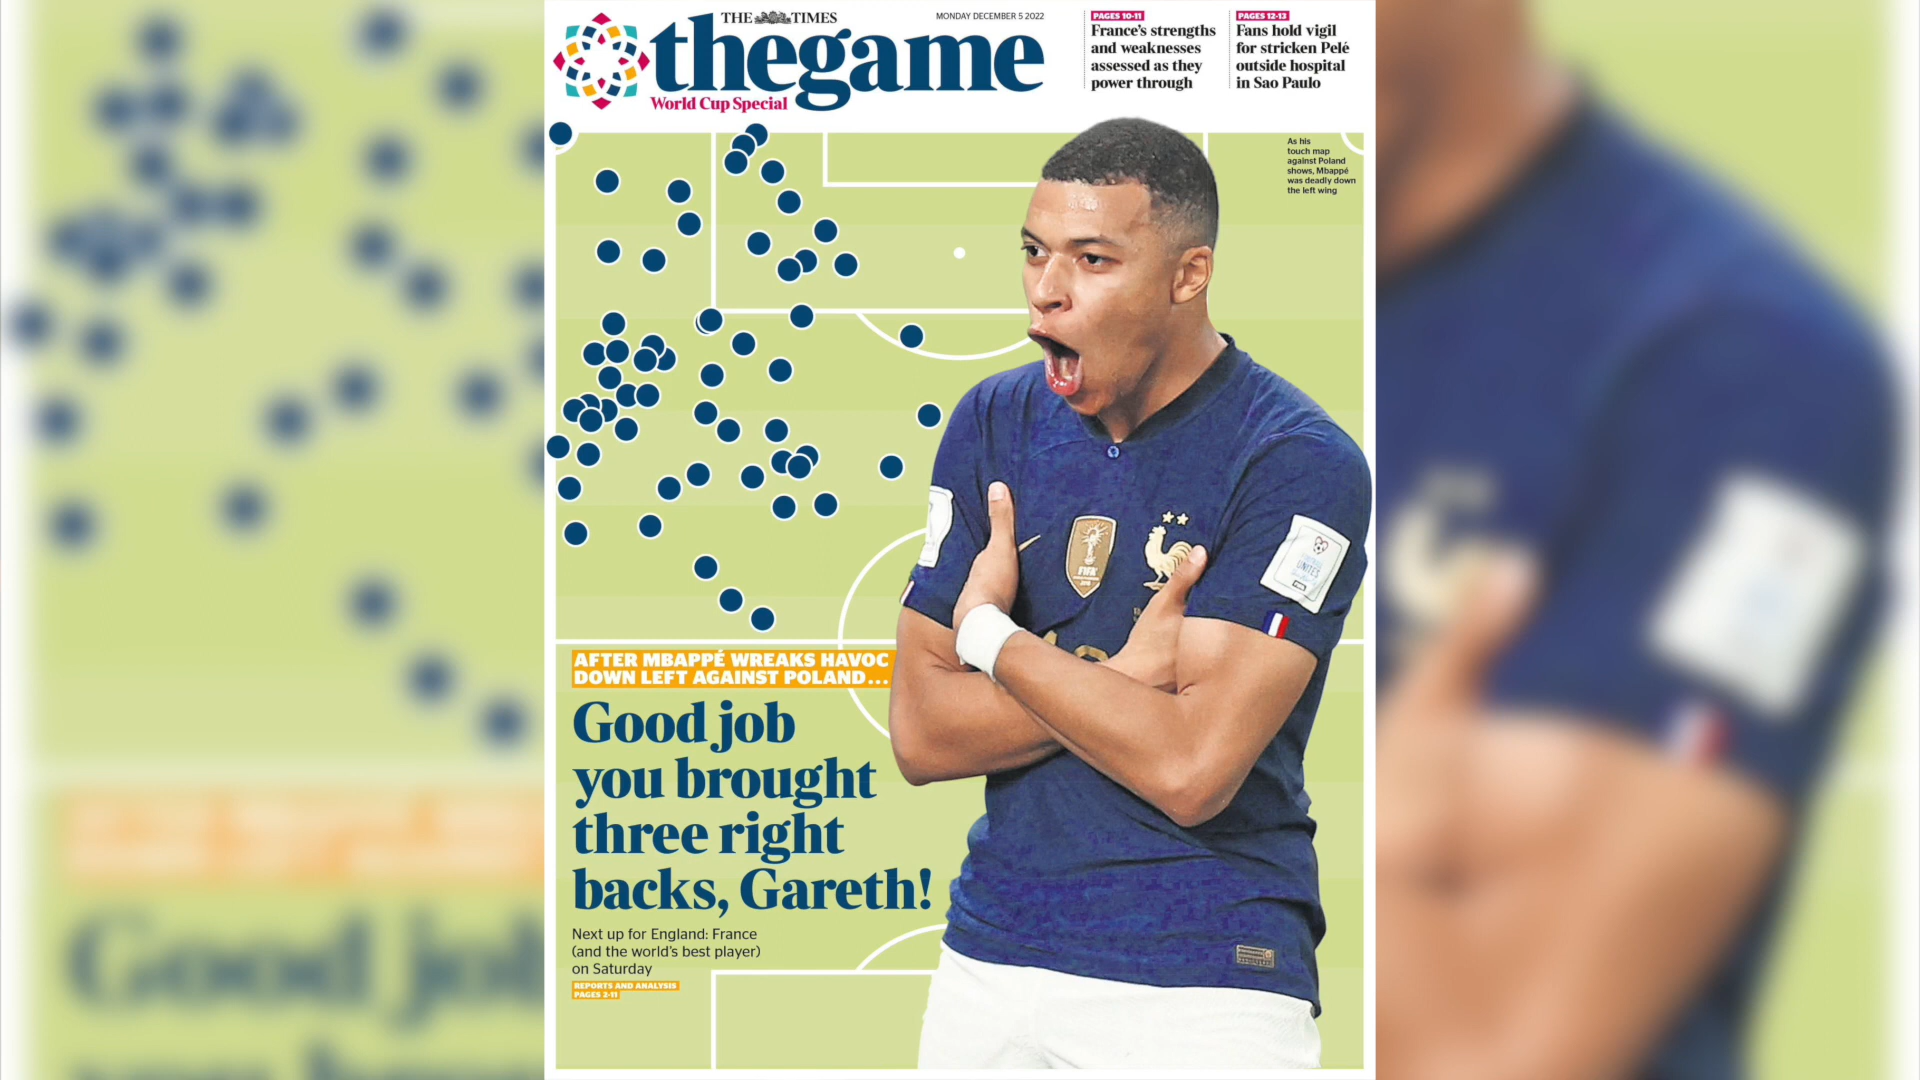 THE TIMES
MONDAY DECEMBER 5 2022
thegame
World Cup Special
PAGES 10-11
France's strengths
and weaknesses
assessed as they
power through
PAGES 12-13
Fans hold vigil
for stricken Pelé
outside hospital
in Sao Paulo
As his
touch map
against Poland
shows, Mbappé
was deadly down
the left wing
FIFA
UNITES
FIFA
AFTER MBAPPÉ WREAKS HAVOC
DOWN LEFT AGAINST POLAND...
Good job
you brought
three right
backs, Gareth!
Next up for England: France
(and the world's best player)
on Saturday
REPORTS AND ANALYSIS
PAGES 2-11